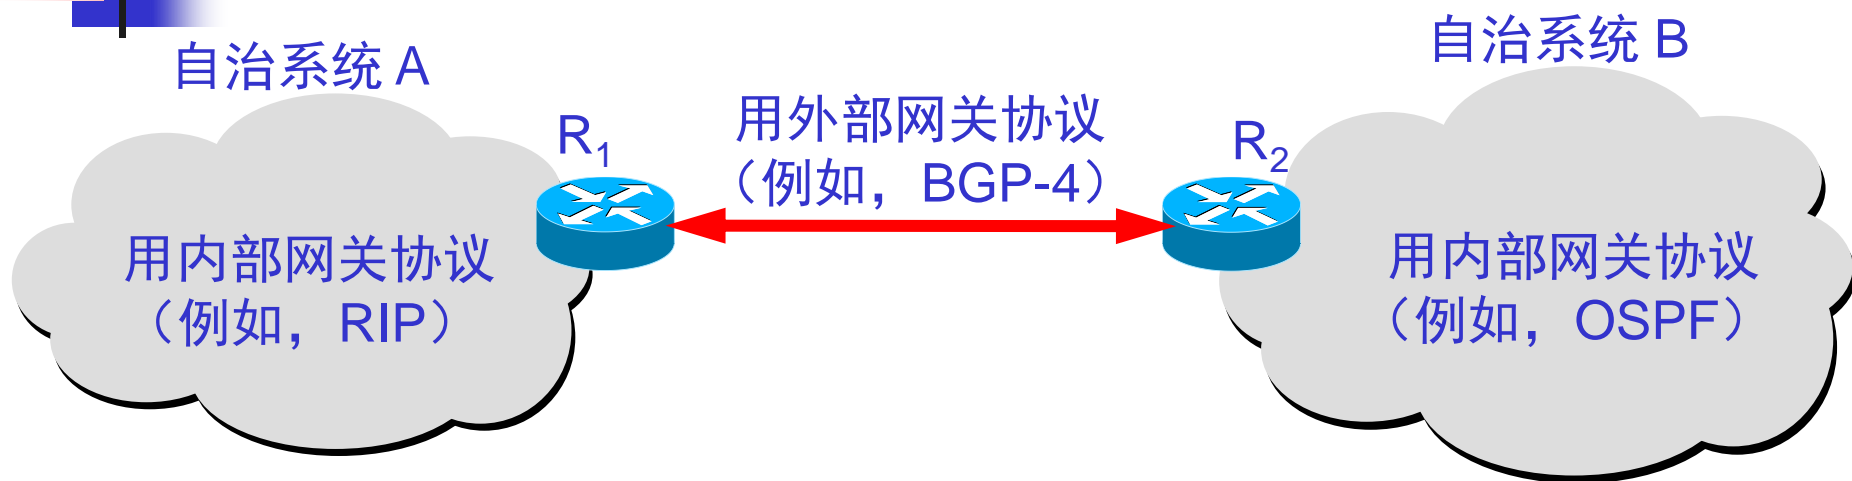 自治系统 A
自治系统 B
R1
用外部网关协议
（例如，BGP-4）
R2
用内部网关协议
（例如，RIP）
用内部网关协议
（例如，OSPF）